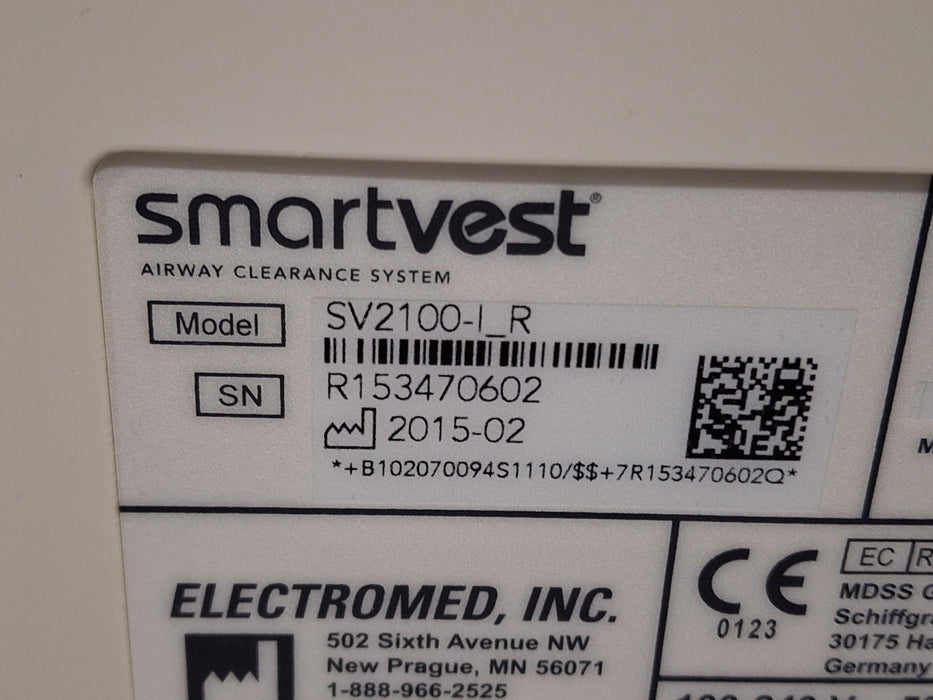 smartvest®
AIRWAY CLEARANCE SYSTEM
Model SV2100-I_R
SN R153470602
2015-02
*+B102070094S1110/$$+7R153470602Q*
ELECTROMED, INC.
502 Sixth Avenue NW
New Prague, MN 56071
1-888-966-2525
CE
0123
EC R
MDSS G
Schiffgra
30175 Ha
Germany